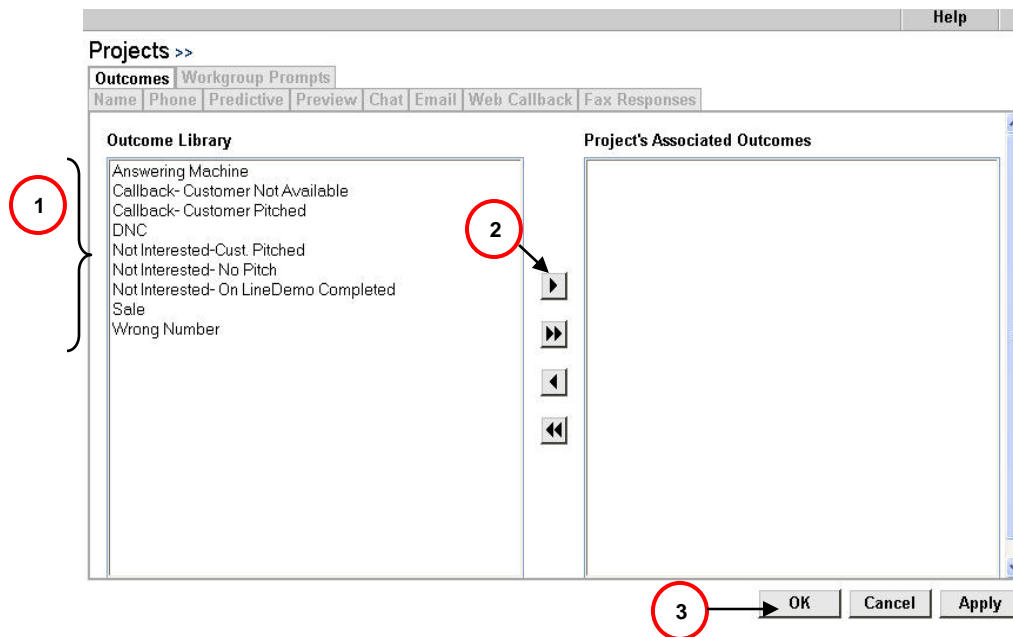 Help
Projects >>
Outcomes Workgroup Prompts
Name Phone Predictive Preview Chat Email Web Callback Fax Responses
Outcome Library Project's Associated Outcomes
Answering Machine
Callback- Customer Not Available
1 Callback- Customer Pitched
DNC
2
Not Interested-Cust. Pitched
Not Interested- No Pitch
Not Interested- On LineDemo Completed
Sale
Wrong Number
3 OK Cancel Apply